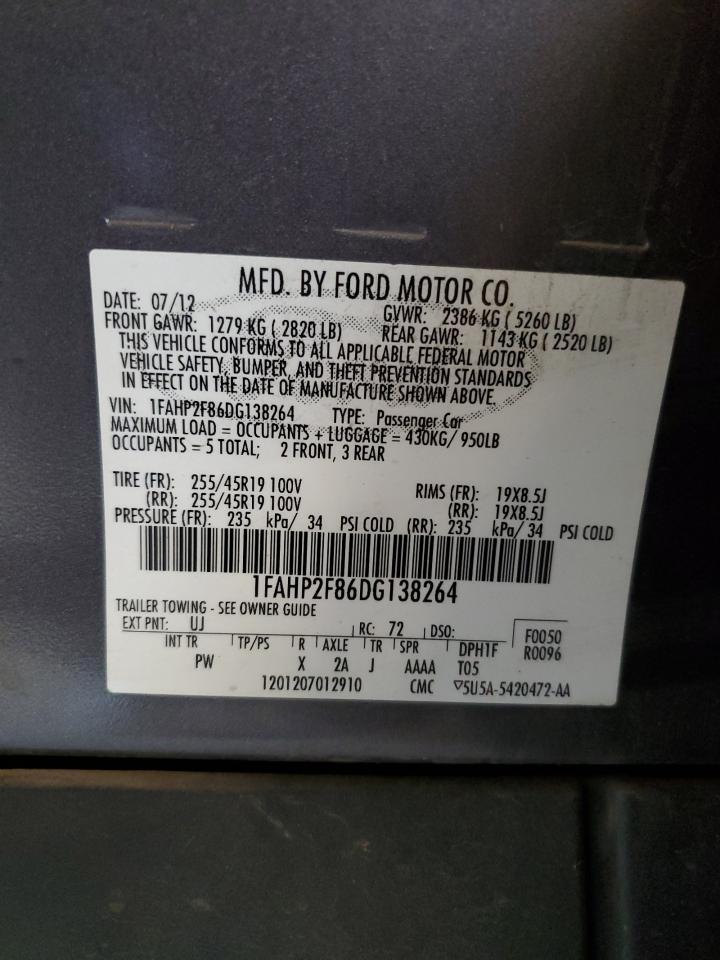 MFD. BY FORD MOTOR CO.
DATE: 07/12 GVWR: 2386 KG ( 5260 LB)
FRONT GAWR: 1279 KG ( 2820 LB) REAR GAWR: 1143 KG ( 2520 LB)
THIS VEHICLE CONFORMS TO ALL APPLICABLE FEDERAL MOTOR
VEHICLE SAFETY, BUMPER, AND THEFT PREVENTION STANDARDS
IN EFFECT ON THE DATE OF MANUFACTURE SHOWN ABOVE.
VIN: 1FAHP2F86DG138264 TYPE: Passenger Car
MAXIMUM LOAD = OCCUPANTS + LUGGAGE = 430KG/ 950LB
OCCUPANTS = 5 TOTAL; 2 FRONT, 3 REAR
TIRE (FR): 255/45R19 100V RIMS (FR): 19X8.5J
(RR): 255/45R19 100V (RR): 19X8.5J
PRESSURE (FR): 235 kPa/ 34 PSI COLD (RR): 235 kPa/ 34 PSI COLD
1FAHP2F86DG138264
TRAILER TOWING - SEE OWNER GUIDE
EXT PNT: UJ RC: 72 DSO: F0050
INT TR TP/PS R AXLE TR SPR DPH1F R0096
PW X 2A J AAAA T05
1201207012910 CMC ▽5U5A-5420472-AA